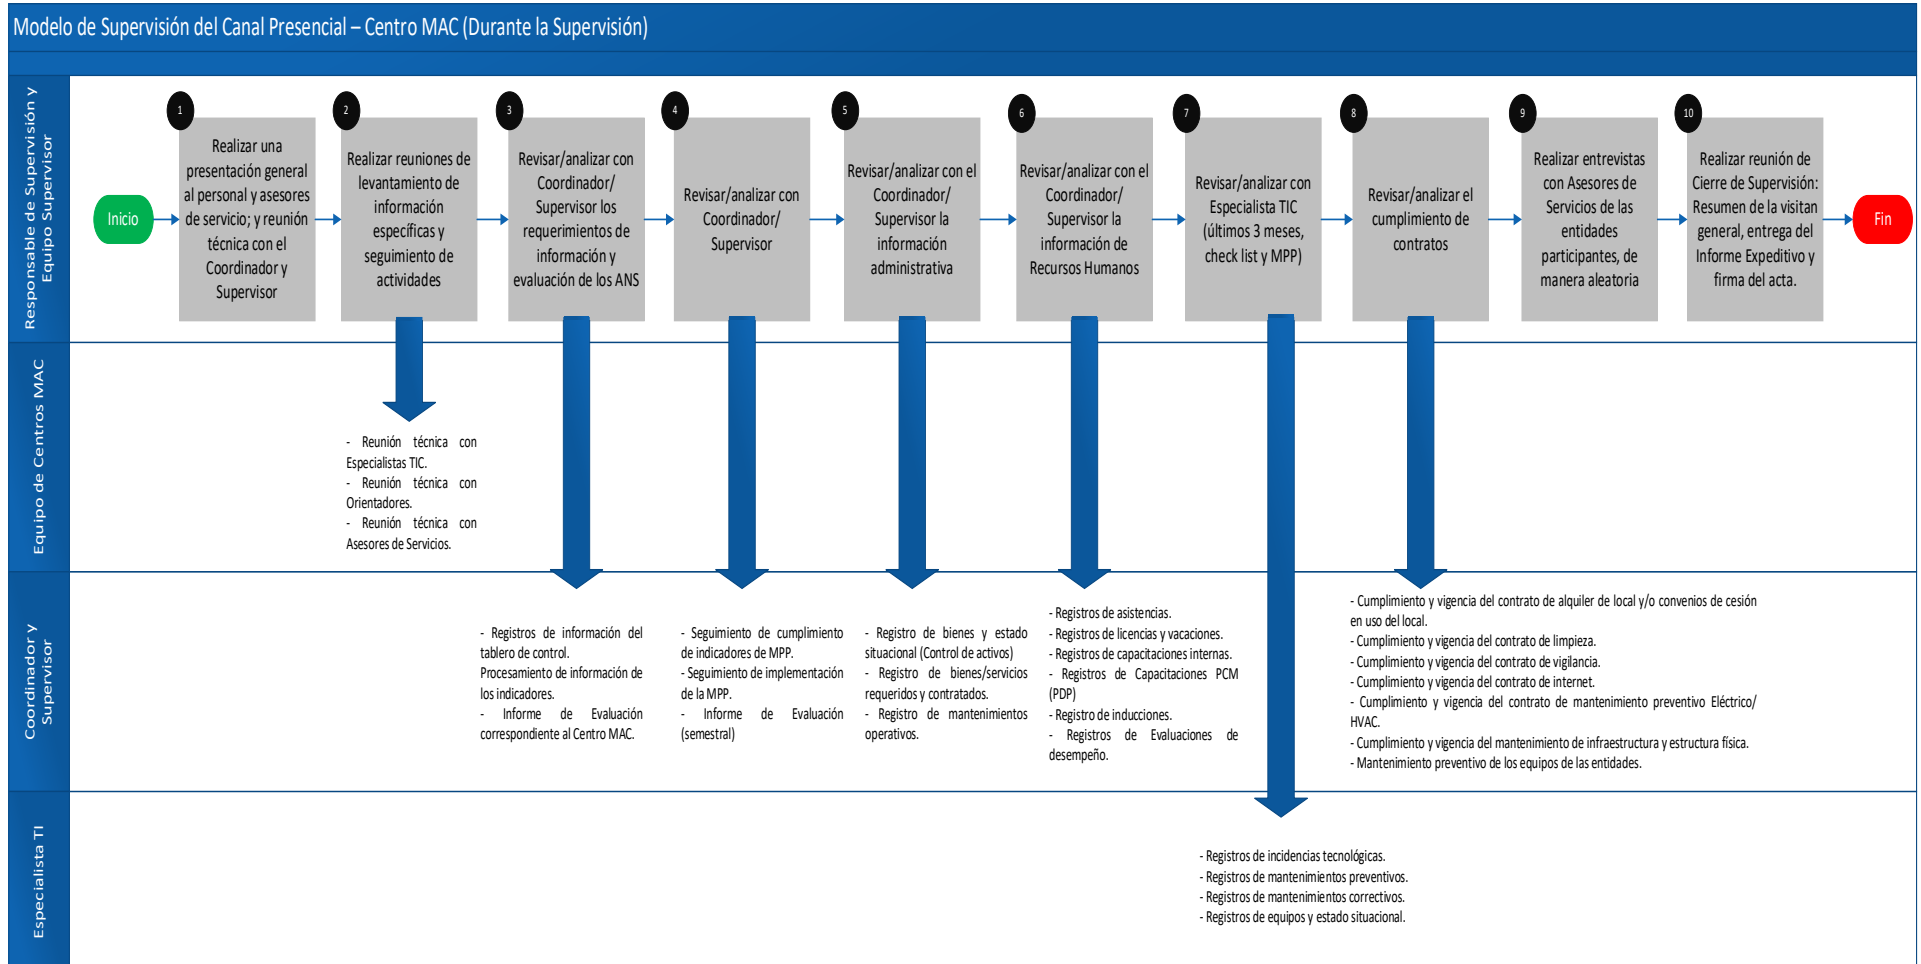 Modelo de Supervisión del Canal Presencial – Centro MAC (Durante la Supervisión)
Responsable de Supervisión y
Equipo Supervisor
Inicio
1
Realizar una
presentación general
al personal y asesores
de servicio; y reunión
técnica con el
Coordinador y
Supervisor
2
Realizar reuniones de
levantamiento de
información
específicas y
seguimiento de
actividades
3
Revisar/analizar con
Coordinador/
Supervisor los
requerimientos de
información y
evaluación de los ANS
4
Revisar/analizar con
Coordinador/
Supervisor
5
Revisar/analizar con el
Coordinador/
Supervisor la
información
administrativa
6
Revisar/analizar con el
Coordinador/
Supervisor la
información de
Recursos Humanos
7
Revisar/analizar con
Especialista TIC
(últimos 3 meses,
check list y MPP)
8
Revisar/analizar el
cumplimiento de
contratos
9
Realizar entrevistas
con Asesores de
Servicios de las
entidades
participantes, de
manera aleatoria
10
Realizar reunión de
Cierre de Supervisión:
Resumen de la visitan
general, entrega del
Informe Expeditivo y
firma del acta.
Fin
Equipo de Centros MAC
- Reunión técnica con
Especialistas TIC.
- Reunión técnica con
Orientadores.
- Reunión técnica con
Asesores de Servicios.
Coordinador y
Supervisor
- Registros de información del
tablero de control.
Procesamiento de información de
los indicadores.
- Informe de Evaluación
correspondiente al Centro MAC.
- Seguimiento de cumplimiento
de indicadores de MPP.
- Seguimiento de implementación
de la MPP.
- Informe de Evaluación
(semestral)
- Registro de bienes y estado
situacional (Control de activos)
- Registro de bienes/servicios
requeridos y contratados.
- Registro de mantenimientos
operativos.
- Registros de asistencias.
- Registros de licencias y vacaciones.
- Registros de capacitaciones internas.
- Registros de Capacitaciones PCM
(PDP)
- Registro de inducciones.
- Registros de Evaluaciones de
desempeño.
- Cumplimiento y vigencia del contrato de alquiler de local y/o convenios de cesión
en uso del local.
- Cumplimiento y vigencia del contrato de limpieza.
- Cumplimiento y vigencia del contrato de vigilancia.
- Cumplimiento y vigencia del contrato de internet.
- Cumplimiento y vigencia del contrato de mantenimiento preventivo Eléctrico/
HVAC.
- Cumplimiento y vigencia del mantenimiento de infraestructura y estructura física.
- Mantenimiento preventivo de los equipos de las entidades.
Especialista TI
- Registros de incidencias tecnológicas.
- Registros de mantenimientos preventivos.
- Registros de mantenimientos correctivos.
- Registros de equipos y estado situacional.